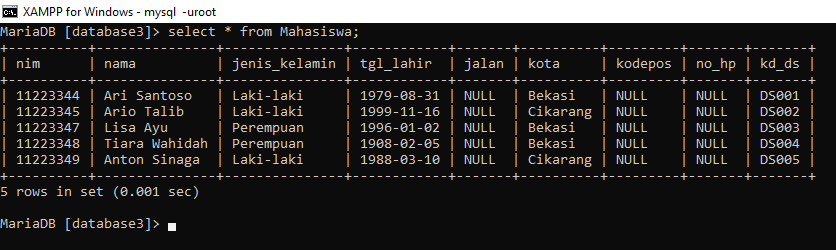 XAMPP for Windows - mysql -uroot
MariaDB [database3]> select * from Mahasiswa;
+----------+---------------+---------------+------------+-------+----------+---------+-------+-------+
| nim      | nama          | jenis_kelamin | tgl_lahir  | jalan | kota     | kodepos | no_hp | kd_ds |
+----------+---------------+---------------+------------+-------+----------+---------+-------+-------+
| 11223344 | Ari Santoso   | Laki-laki     | 1979-08-31 | NULL  | Bekasi   | NULL    | NULL  | DS001 |
| 11223345 | Ario Talib    | Laki-laki     | 1999-11-16 | NULL  | Cikarang | NULL    | NULL  | DS002 |
| 11223347 | Lisa Ayu      | Perempuan     | 1996-01-02 | NULL  | Bekasi   | NULL    | NULL  | DS003 |
| 11223348 | Tiara Wahidah | Perempuan     | 1908-02-05 | NULL  | Bekasi   | NULL    | NULL  | DS004 |
| 11223349 | Anton Sinaga  | Laki-laki     | 1988-03-10 | NULL  | Cikarang | NULL    | NULL  | DS005 |
+----------+---------------+---------------+------------+-------+----------+---------+-------+-------+
5 rows in set (0.001 sec)
MariaDB [database3]>